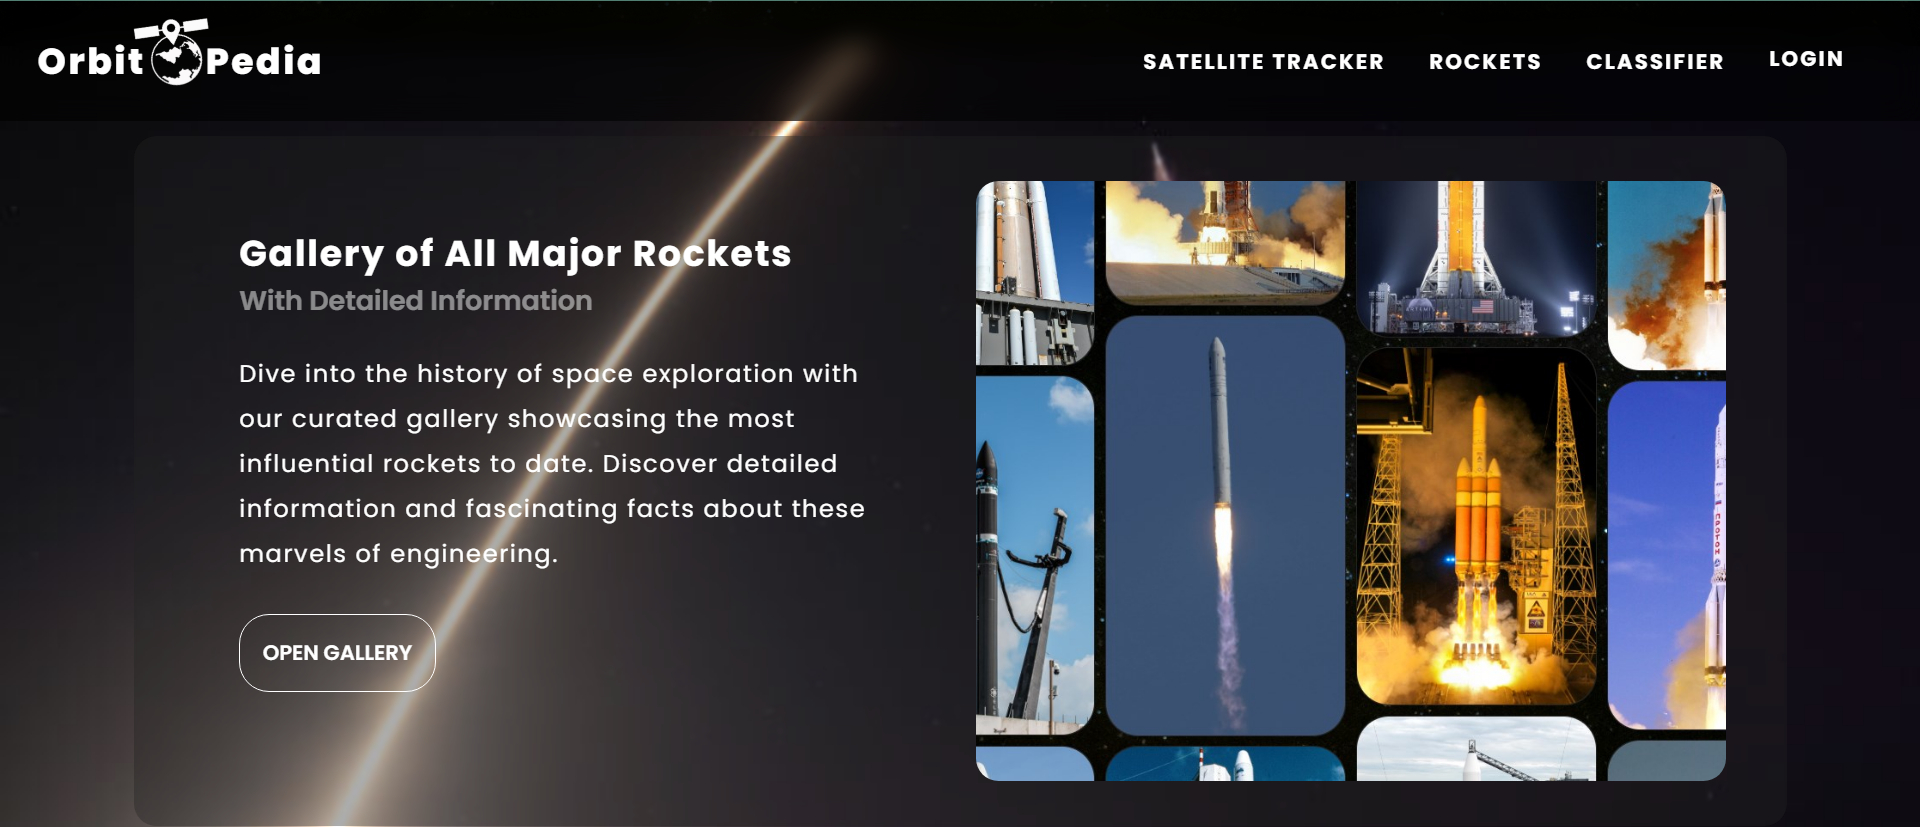 Orbit Pedia
SATELLITE TRACKER
ROCKETS
CLASSIFIER
LOGIN
Gallery of All Major Rockets
With Detailed Information
Dive into the history of space exploration with
our curated gallery showcasing the most
influential rockets to date. Discover detailed
information and fascinating facts about these
marvels of engineering.
OPEN GALLERY
ARTEMIS
ПРОТОН